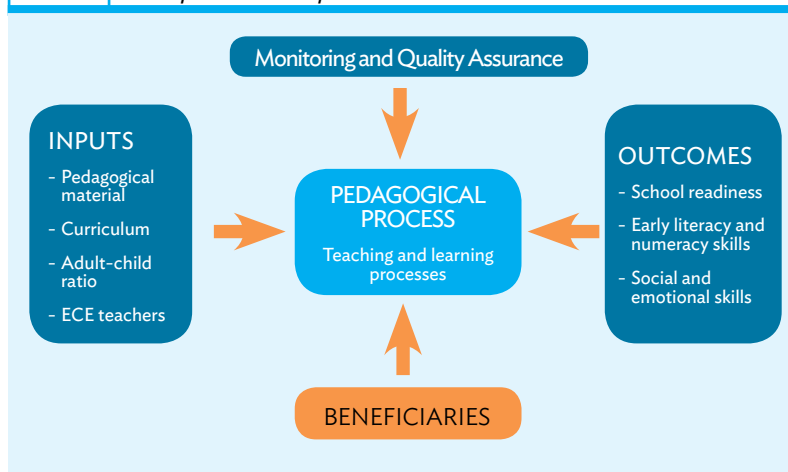 Monitoring and Quality Assurance
INPUTS
- Pedagogical
material
- Curriculum
- Adult-child
ratio
- ECE teachers
PEDAGOGICAL
PROCESS
Teaching and learning
processes
OUTCOMES
- School readiness
- Early literacy and
numeracy skills
- Social and
emotional skills
BENEFICIARIES